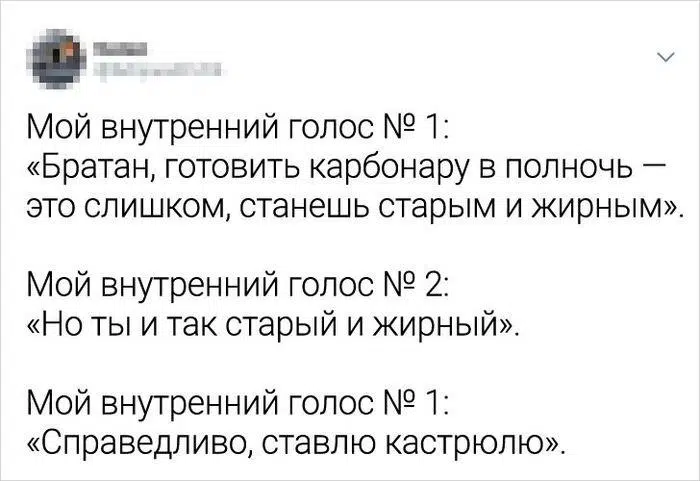 Мой внутренний голос № 1:
«Братан, готовить карбонару в полночь —
это слишком, станешь старым и жирным».
Мой внутренний голос № 2:
«Но ты и так старый и жирный».
Мой внутренний голос № 1:
«Справедливо, ставлю кастрюлю».